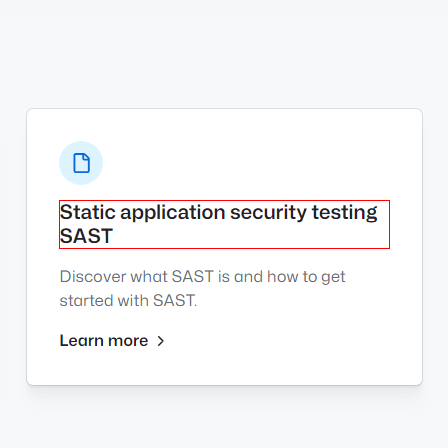 Static application security testing
SAST
Discover what SAST is and how to get
started with SAST.
Learn more